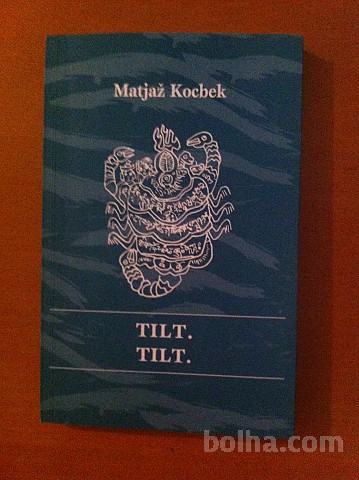 Matjaž Kocbek
TILT.
TILT.
bolha.com